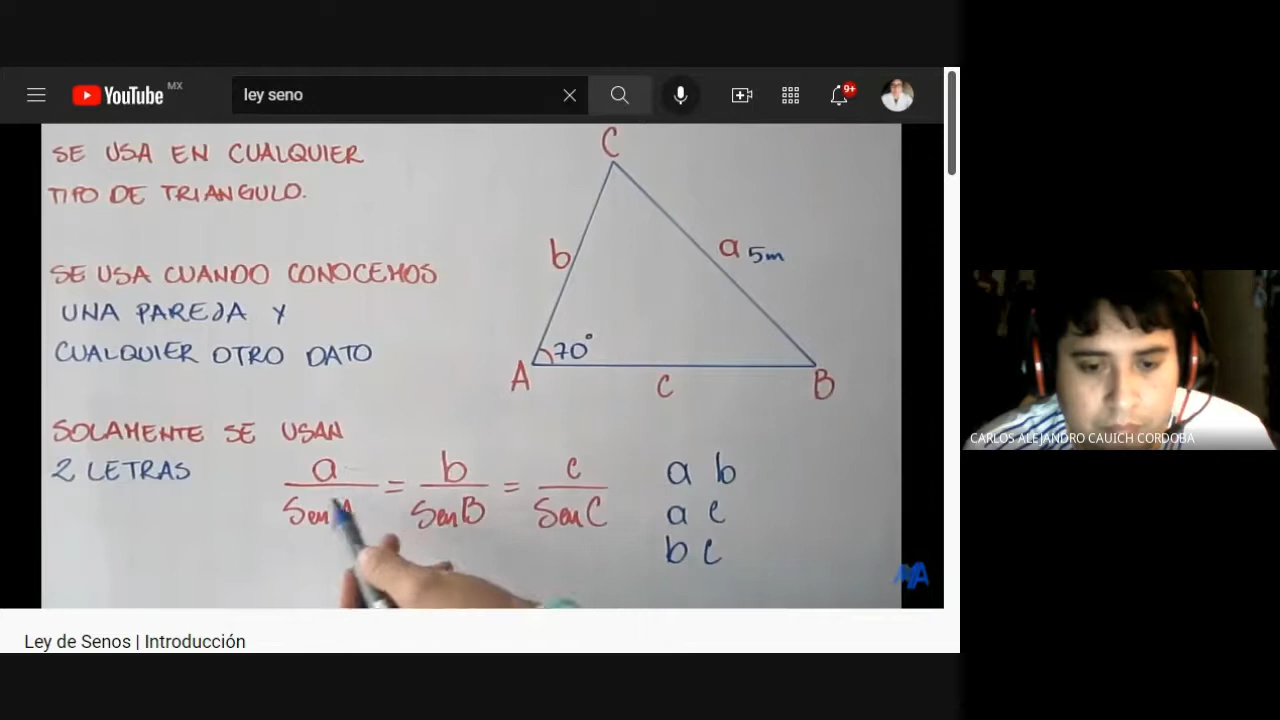 YouTube MX
ley seno
9+
SE USA EN CUALQUIER
TIPO DE TRIANGULO.
SE USA CUANDO CONOCEMOS
UNA PAREJA Y
CUALQUIER OTRO DATO
SOLAMENTE SE USAN
2 LETRAS
a / Sen A = b / Sen B = c / Sen C
a b
a c
b c
C
b
a 5m
70°
A
c
B
MA
Ley de Senos | Introducción
CARLOS ALEJANDRO CAUICH CORDOBA